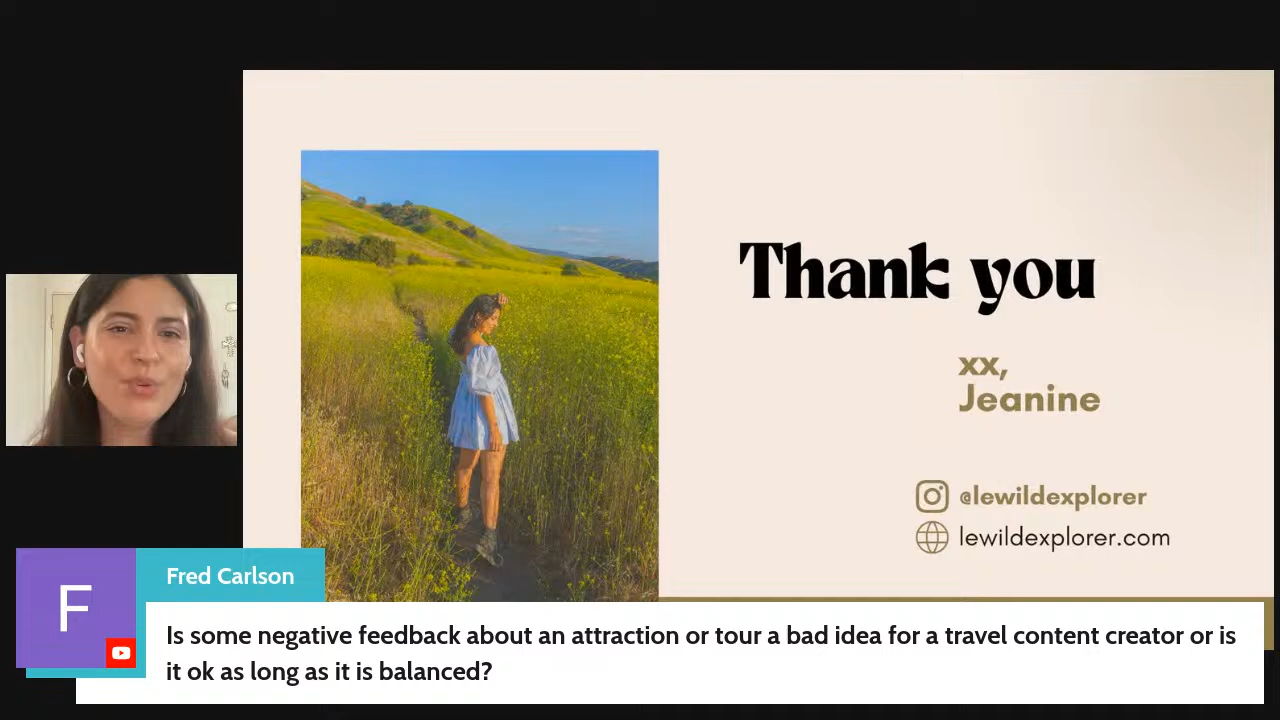 Thank you
xx,
Jeanine
@lewildexplorer
lewildexplorer.com
F
Fred Carlson
Is some negative feedback about an attraction or tour a bad idea for a travel content creator or is
it ok as long as it is balanced?